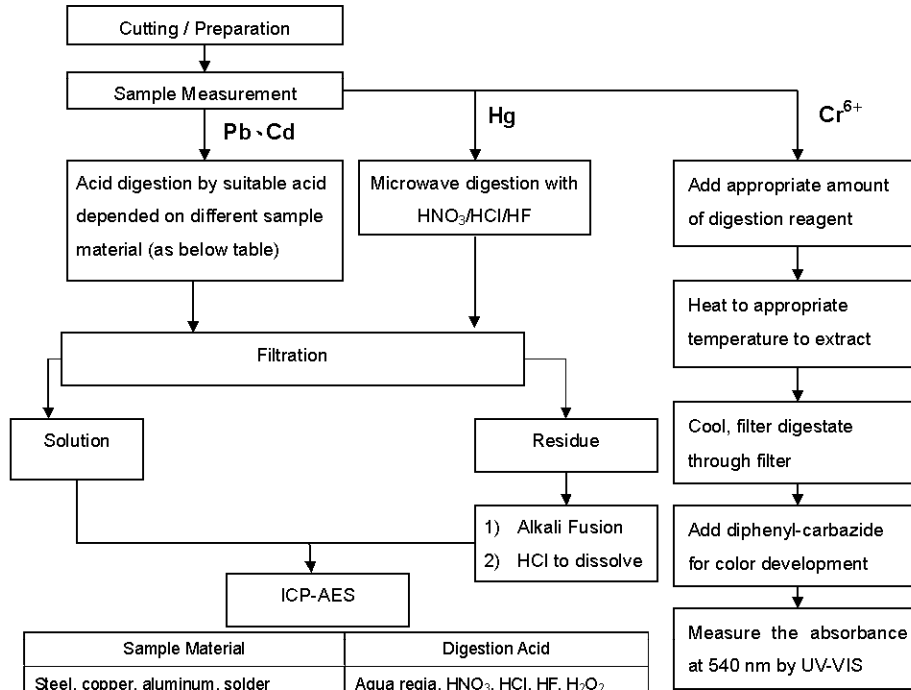 Cutting / Preparation
Sample Measurement
Pb、Cd
Hg
Cr⁶⁺
Acid digestion by suitable acid
depended on different sample
material (as below table)
Microwave digestion with
HNO₃/HCl/HF
Add appropriate amount
of digestion reagent
Heat to appropriate
temperature to extract
Filtration
Solution
Residue
Cool, filter digestate
through filter
1) Alkali Fusion
2) HCl to dissolve
Add diphenyl-carbazide
for color development
ICP-AES
Measure the absorbance
at 540 nm by UV-VIS
Sample Material
Digestion Acid
Steel, copper, aluminum, solder
Aqua regia, HNO₃, HCl, HF, H₂O₂